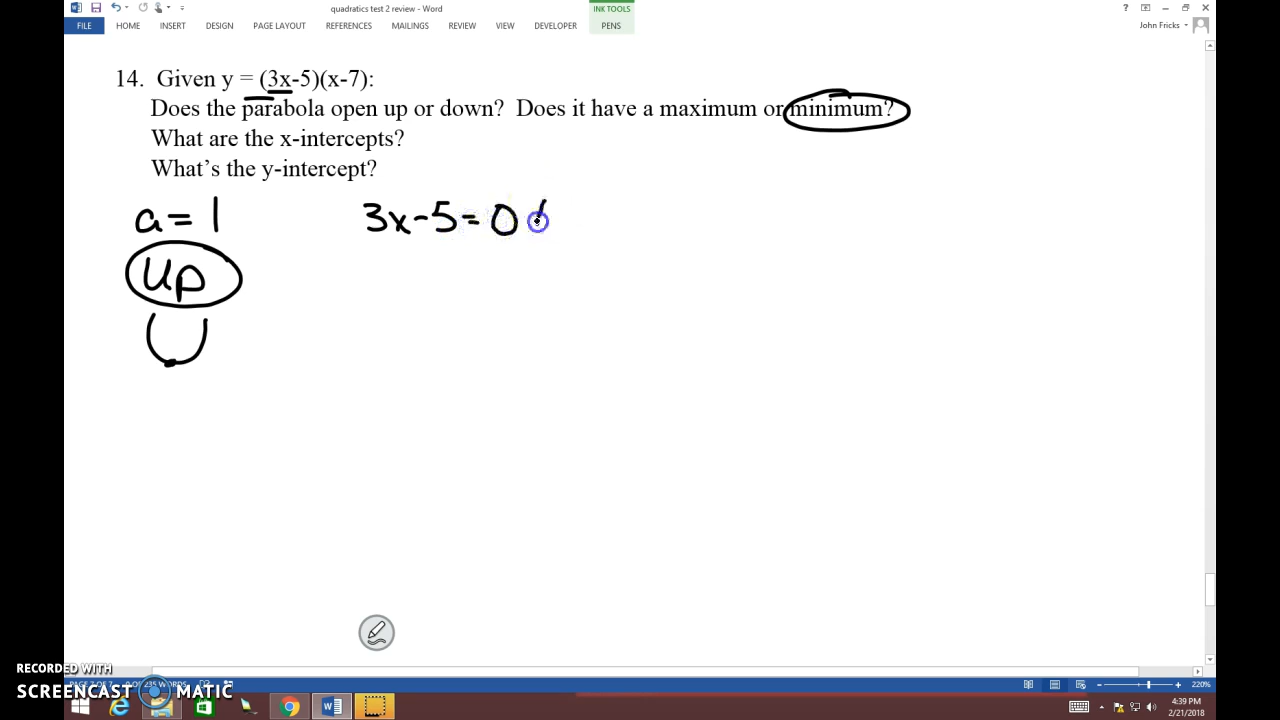 quadratics test 2 review - Word
INK TOOLS
FILE HOME INSERT DESIGN PAGE LAYOUT REFERENCES MAILINGS REVIEW VIEW DEVELOPER PENS
John Fricks
14. Given y = (3x-5)(x-7):
Does the parabola open up or down? Does it have a maximum or minimum?
What are the x-intercepts?
What's the y-intercept?
a = 1
3x-5=0
Up
RECORDED WITH
SCREENCAST MATIC
235 WORDS
220%
4:39 PM
2/21/2018